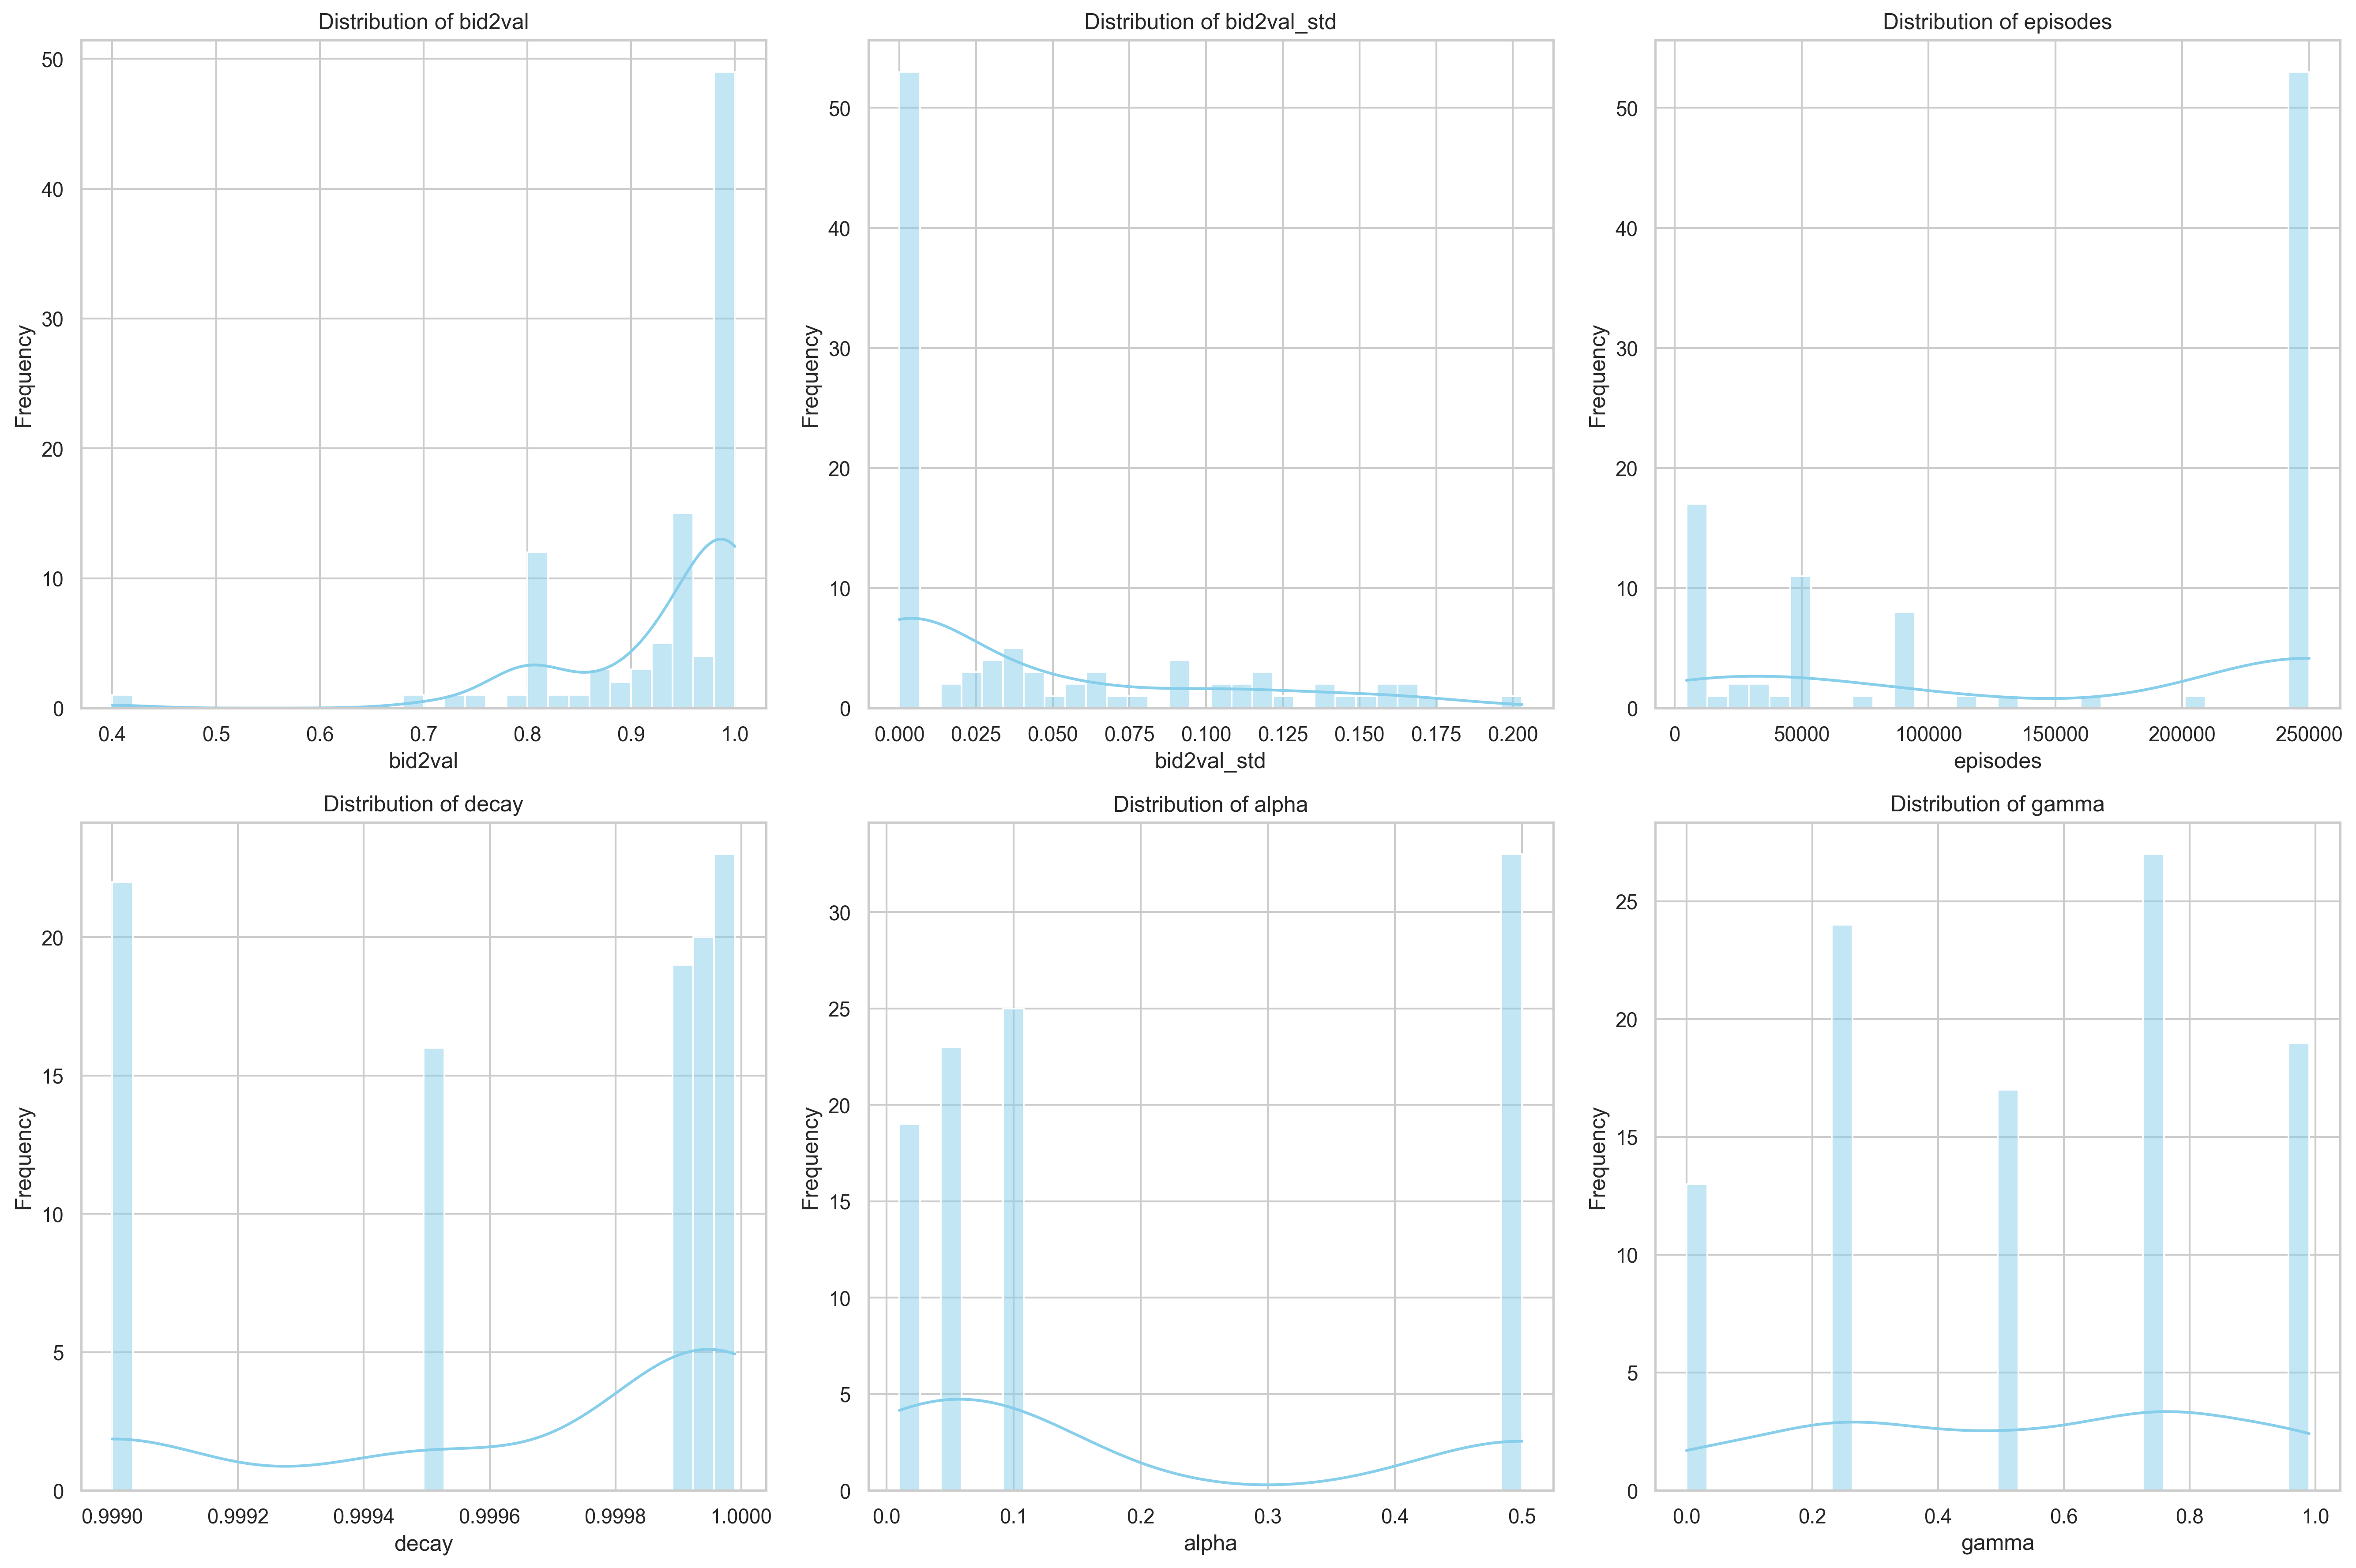 Distribution of bid2val
Frequency
50
40
30
20
10
0
0.4 0.5 0.6 0.7 0.8 0.9 1.0
bid2val
Distribution of bid2val_std
Frequency
50
40
30
20
10
0
0.000 0.025 0.050 0.075 0.100 0.125 0.150 0.175 0.200
bid2val_std
Distribution of episodes
Frequency
50
40
30
20
10
0
0 50000 100000 150000 200000 250000
episodes
Distribution of decay
Frequency
20
15
10
5
0
0.9990 0.9992 0.9994 0.9996 0.9998 1.0000
decay
Distribution of alpha
Frequency
30
25
20
15
10
5
0
0.0 0.1 0.2 0.3 0.4 0.5
alpha
Distribution of gamma
Frequency
25
20
15
10
5
0
0.0 0.2 0.4 0.6 0.8 1.0
gamma